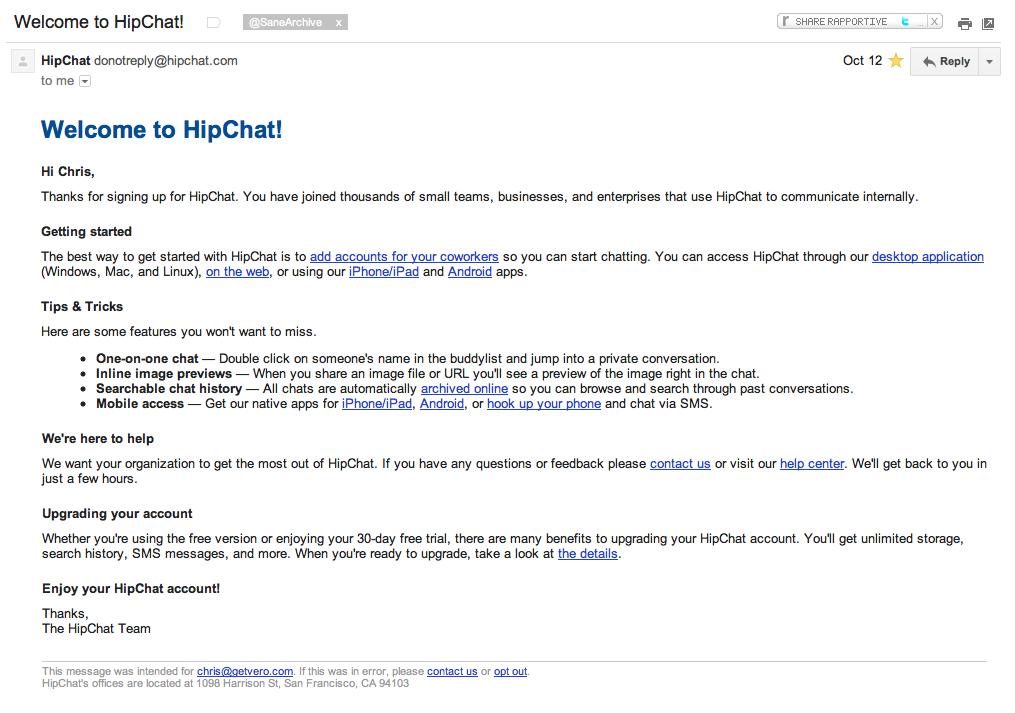 Welcome to HipChat! @SaneArchive x SHARE RAPPORTIVE X
HipChat donotreply@hipchat.com Oct 12 Reply
to me
Welcome to HipChat!
Hi Chris,
Thanks for signing up for HipChat. You have joined thousands of small teams, businesses, and enterprises that use HipChat to communicate internally.
Getting started
The best way to get started with HipChat is to add accounts for your coworkers so you can start chatting. You can access HipChat through our desktop application
(Windows, Mac, and Linux), on the web, or using our iPhone/iPad and Android apps.
Tips & Tricks
Here are some features you won't want to miss.
• One-on-one chat — Double click on someone's name in the buddylist and jump into a private conversation.
• Inline image previews — When you share an image file or URL you'll see a preview of the image right in the chat.
• Searchable chat history — All chats are automatically archived online so you can browse and search through past conversations.
• Mobile access — Get our native apps for iPhone/iPad, Android, or hook up your phone and chat via SMS.
We're here to help
We want your organization to get the most out of HipChat. If you have any questions or feedback please contact us or visit our help center. We'll get back to you in
just a few hours.
Upgrading your account
Whether you're using the free version or enjoying your 30-day free trial, there are many benefits to upgrading your HipChat account. You'll get unlimited storage,
search history, SMS messages, and more. When you're ready to upgrade, take a look at the details.
Enjoy your HipChat account!
Thanks,
The HipChat Team
This message was intended for chris@getvero.com. If this was in error, please contact us or opt out.
HipChat's offices are located at 1098 Harrison St, San Francisco, CA 94103